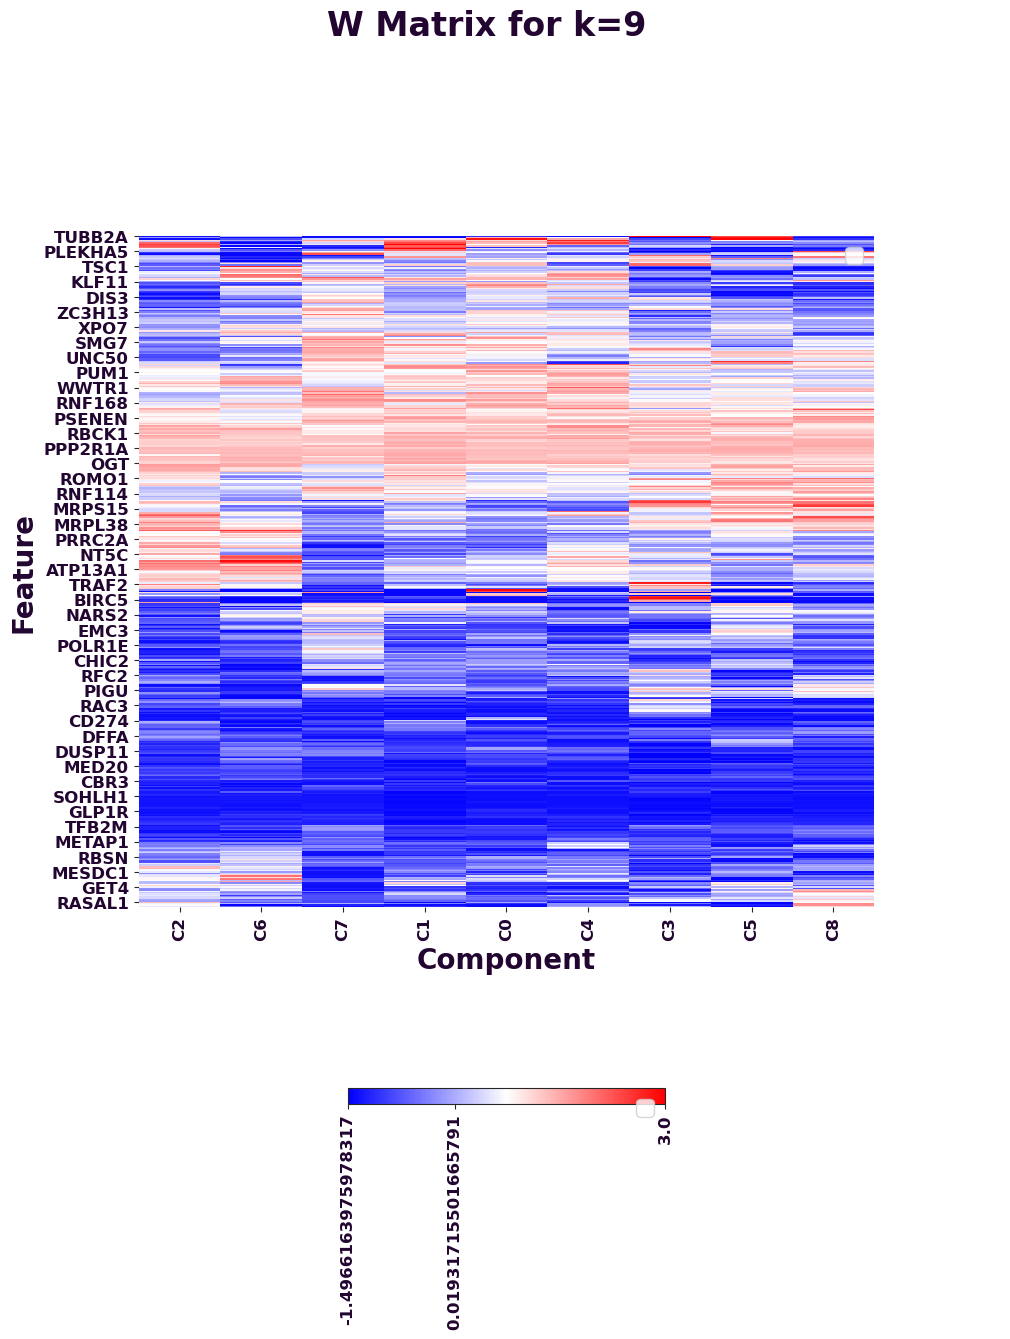 W Matrix for k=9
TUBB2A
PLEKHA5
TSC1
KLF11
DIS3
ZC3H13
XPO7
SMG7
UNC50
PUM1
WWTR1
RNF168
PSENEN
RBCK1
PPP2R1A
OGT
ROMO1
RNF114
MRPS15
MRPL38
PRRC2A
NT5C
ATP13A1
TRAF2
BIRC5
NARS2
EMC3
POLR1E
CHIC2
RFC2
PIGU
RAC3
CD274
DFFA
DUSP11
MED20
CBR3
SOHLH1
GLP1R
TFB2M
METAP1
RBSN
MESDC1
GET4
RASAL1
Feature
C2 C6 C7 C1 C0 C4 C3 C5 C8
Component
-1.4966163975978317
0.01931715501665791
3.0